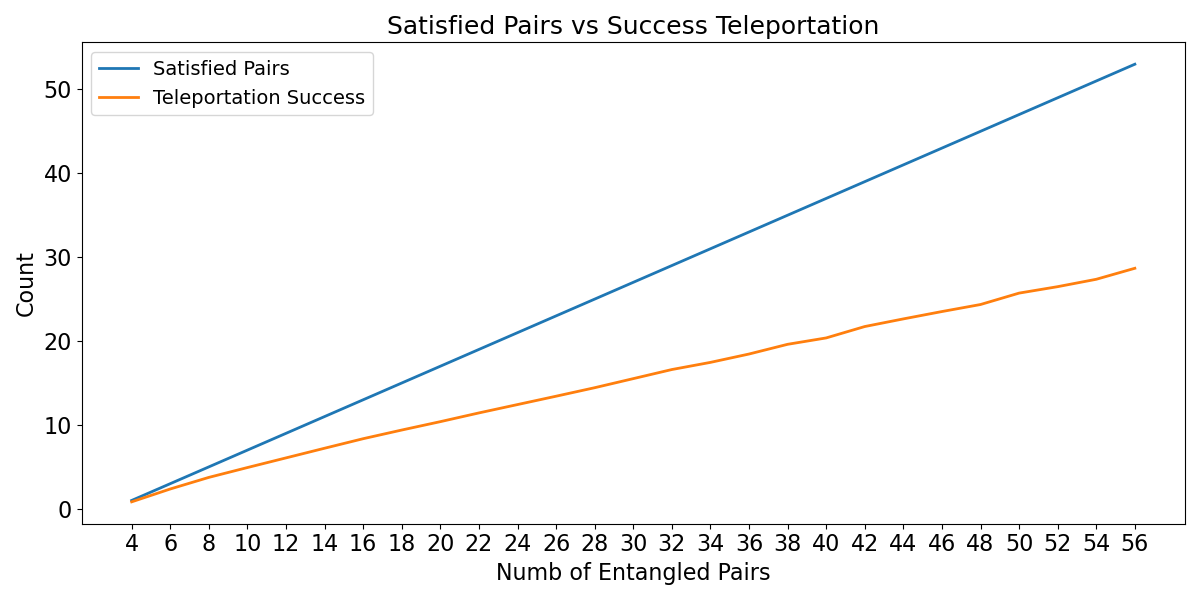 Satisfied Pairs vs Success Teleportation
Satisfied Pairs
Teleportation Success
Count
50
40
30
20
10
0
4 6 8 10 12 14 16 18 20 22 24 26 28 30 32 34 36 38 40 42 44 46 48 50 52 54 56
Numb of Entangled Pairs